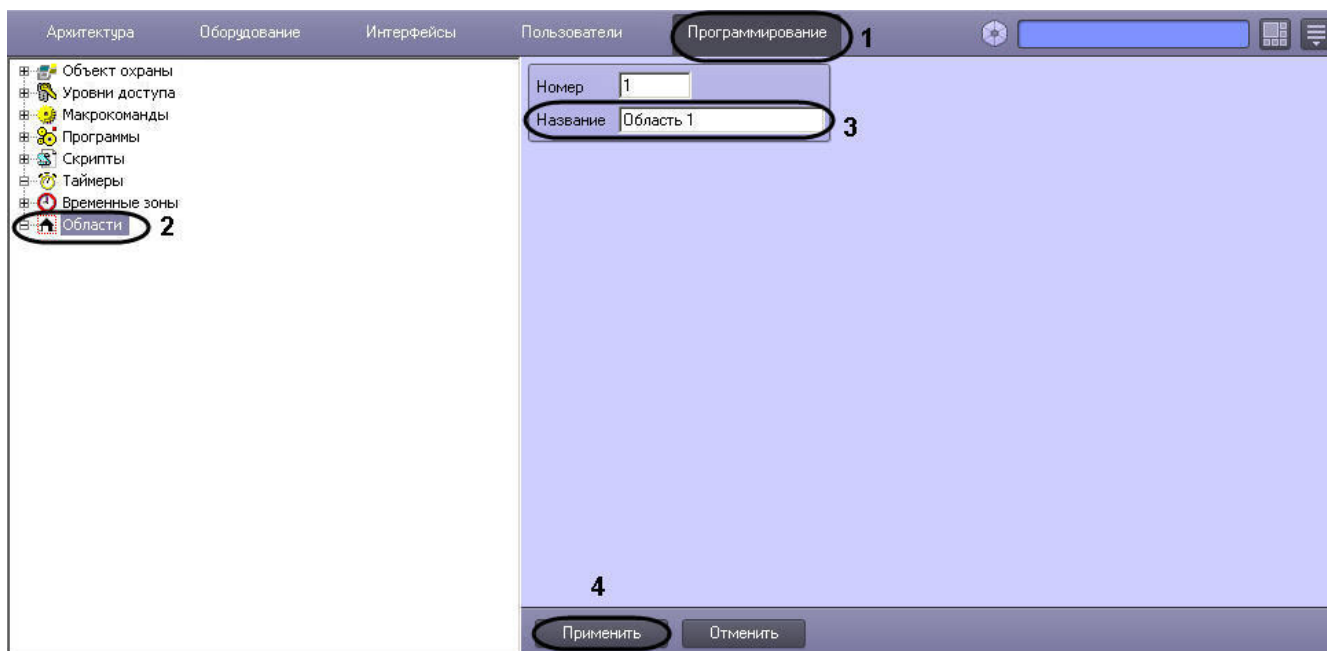 Архитектура Оборудование Интерфейсы Пользователи Программирование 1
Объект охраны
Уровни доступа
Макрокоманды
Программы
Скрипты
Таймеры
Временные зоны
Области 2
Номер 1
Название Область 1 3
4
Применить Отменить